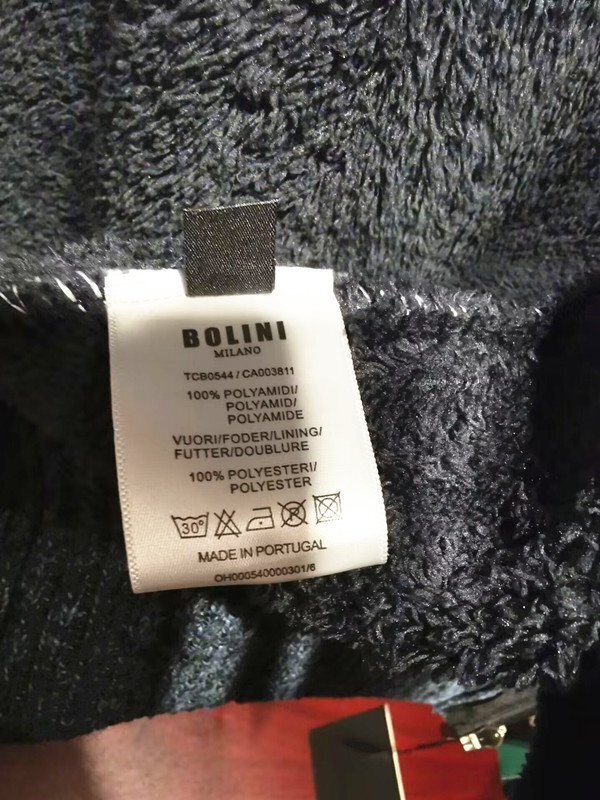 BOLINI
MILANO
TCB0544 / CA003811
100% POLYAMIDI/
POLYAMID/
POLYAMIDE
VUORI/FODER/LINING/
FUTTER/DOUBLURE
100% POLYESTERI/
POLYESTER
30°
MADE IN PORTUGAL
OH000540000301/6